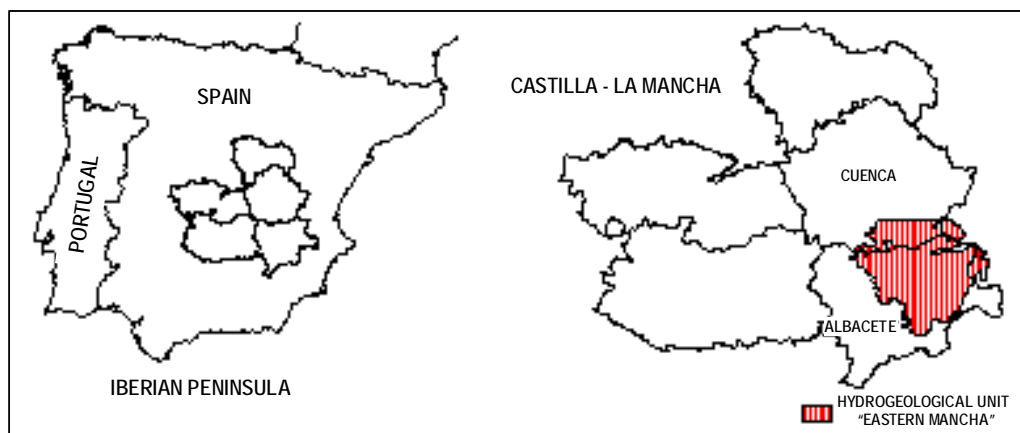 SPAIN
PORTUGAL
IBERIAN PENINSULA
CASTILLA - LA MANCHA
CUENCA
ALBACETE
HYDROGEOLOGICAL UNIT
“EASTERN MANCHA”